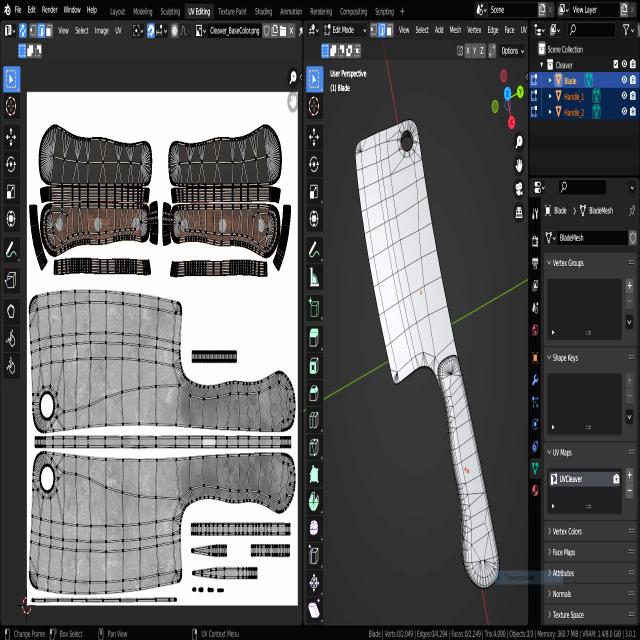 File Edit Render Window Help Layout Modeling Sculpting UV Editing Texture Paint Shading Animation Rendering Compositing Scripting Scene View Layer
View Select Image UV Cleaver_BaseColor.png Edit Mode View Select Add Mesh Vertex Edge Face UV
X Y Z Options
User Perspective
(1) Blade
Scene Collection
Cleaver
Blade
Handle_1
Handle_2
Blade BladeMesh
BladeMesh
Vertex Groups
Shape Keys
UV Maps
UVCleaver
Vertex Colors
Face Maps
Attributes
Normals
Texture Space
Change Frame Box Select Pan View UV Context Menu Blade | Verts:0/2,049 | Edges:0/4,294 | Faces:0/2,249 | Tris:4,090 | Objects:3/3 | Memory: 360.7 MB | VRAM: 1.4/8.0 GiB | 3.0.1